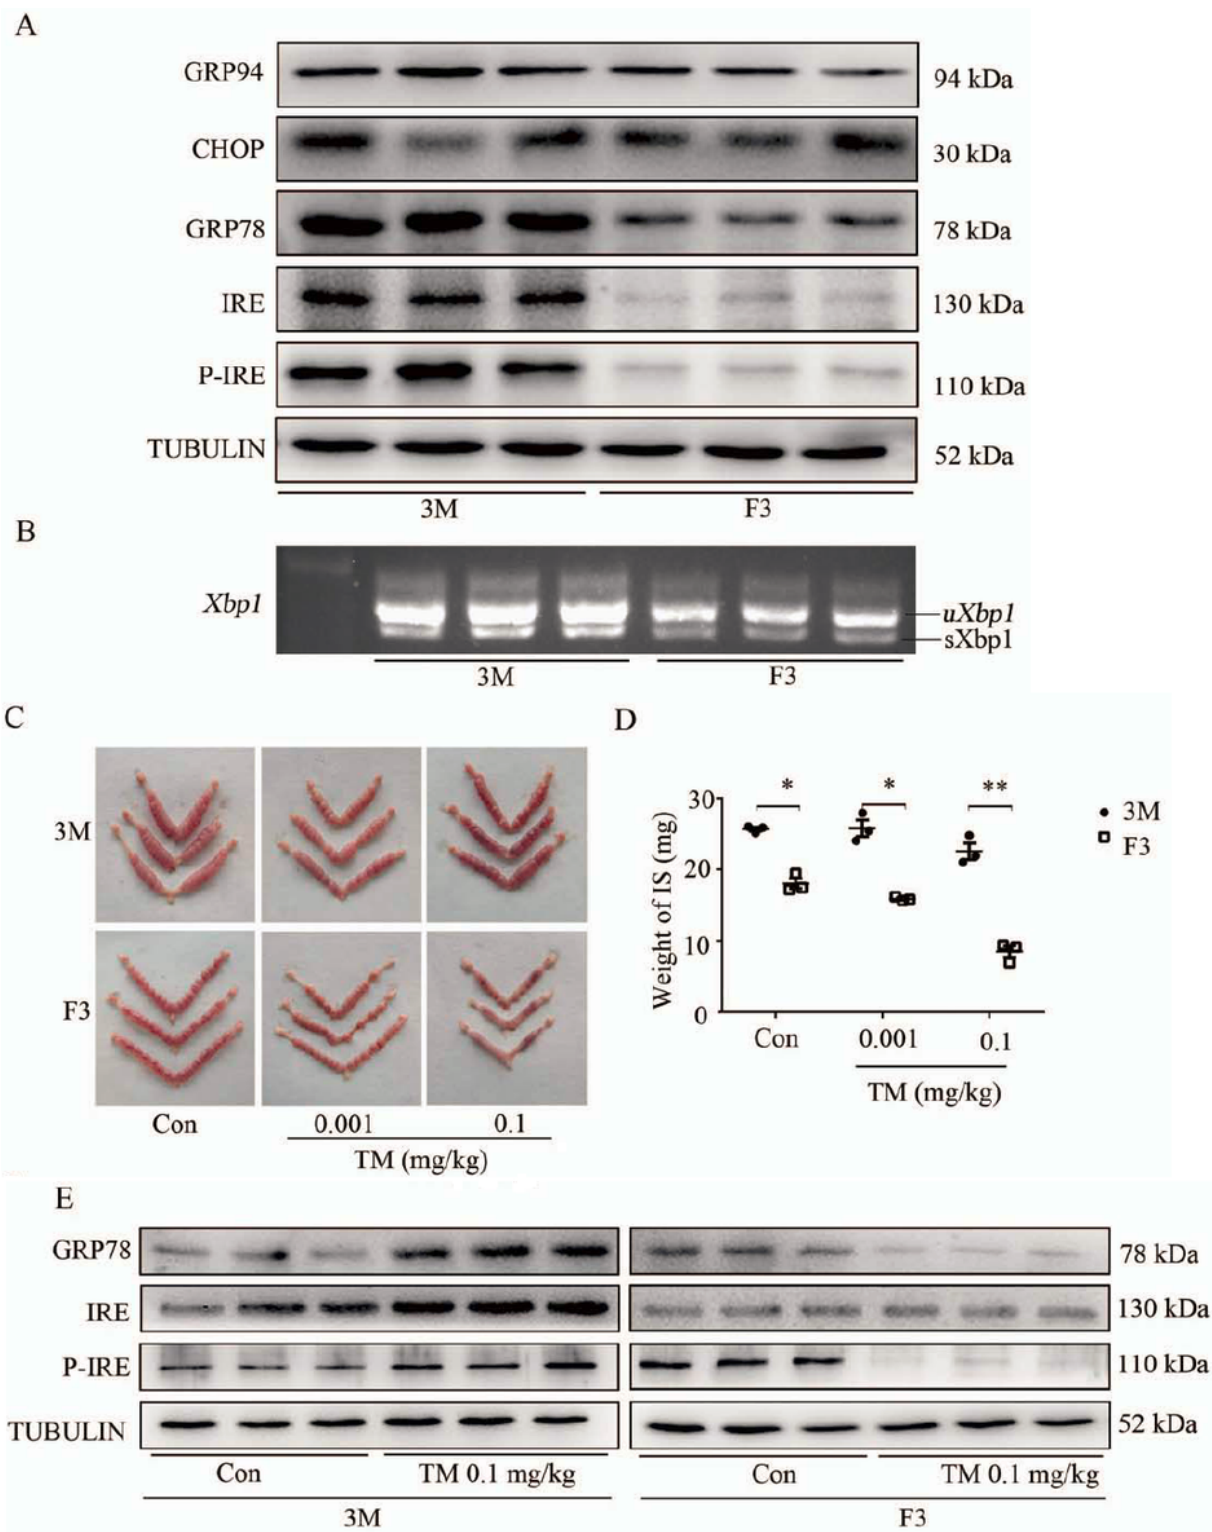 A
GRP94
94 kDa
CHOP
30 kDa
GRP78
78 kDa
IRE
130 kDa
P-IRE
110 kDa
TUBULIN
52 kDa
3M
F3
B
Xbp1
uXbp1
sXbp1
3M
F3
C
3M
F3
Con
0.001
0.1
TM (mg/kg)
D
Weight of IS (mg)
30
20
10
0
*
*
**
3M
F3
Con
0.001
0.1
TM (mg/kg)
E
GRP78
78 kDa
IRE
130 kDa
P-IRE
110 kDa
TUBULIN
52 kDa
Con
TM 0.1 mg/kg
Con
TM 0.1 mg/kg
3M
F3